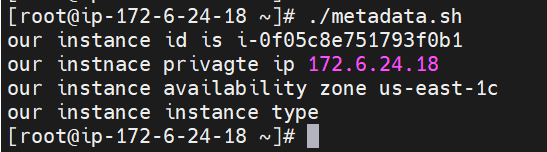 [root@ip-172-6-24-18 ~]# ./metadata.sh
our instance id is i-0f05c8e751793f0b1
our instnace privagte ip 172.6.24.18
our instance availability zone us-east-1c
our instance instance type
[root@ip-172-6-24-18 ~]#